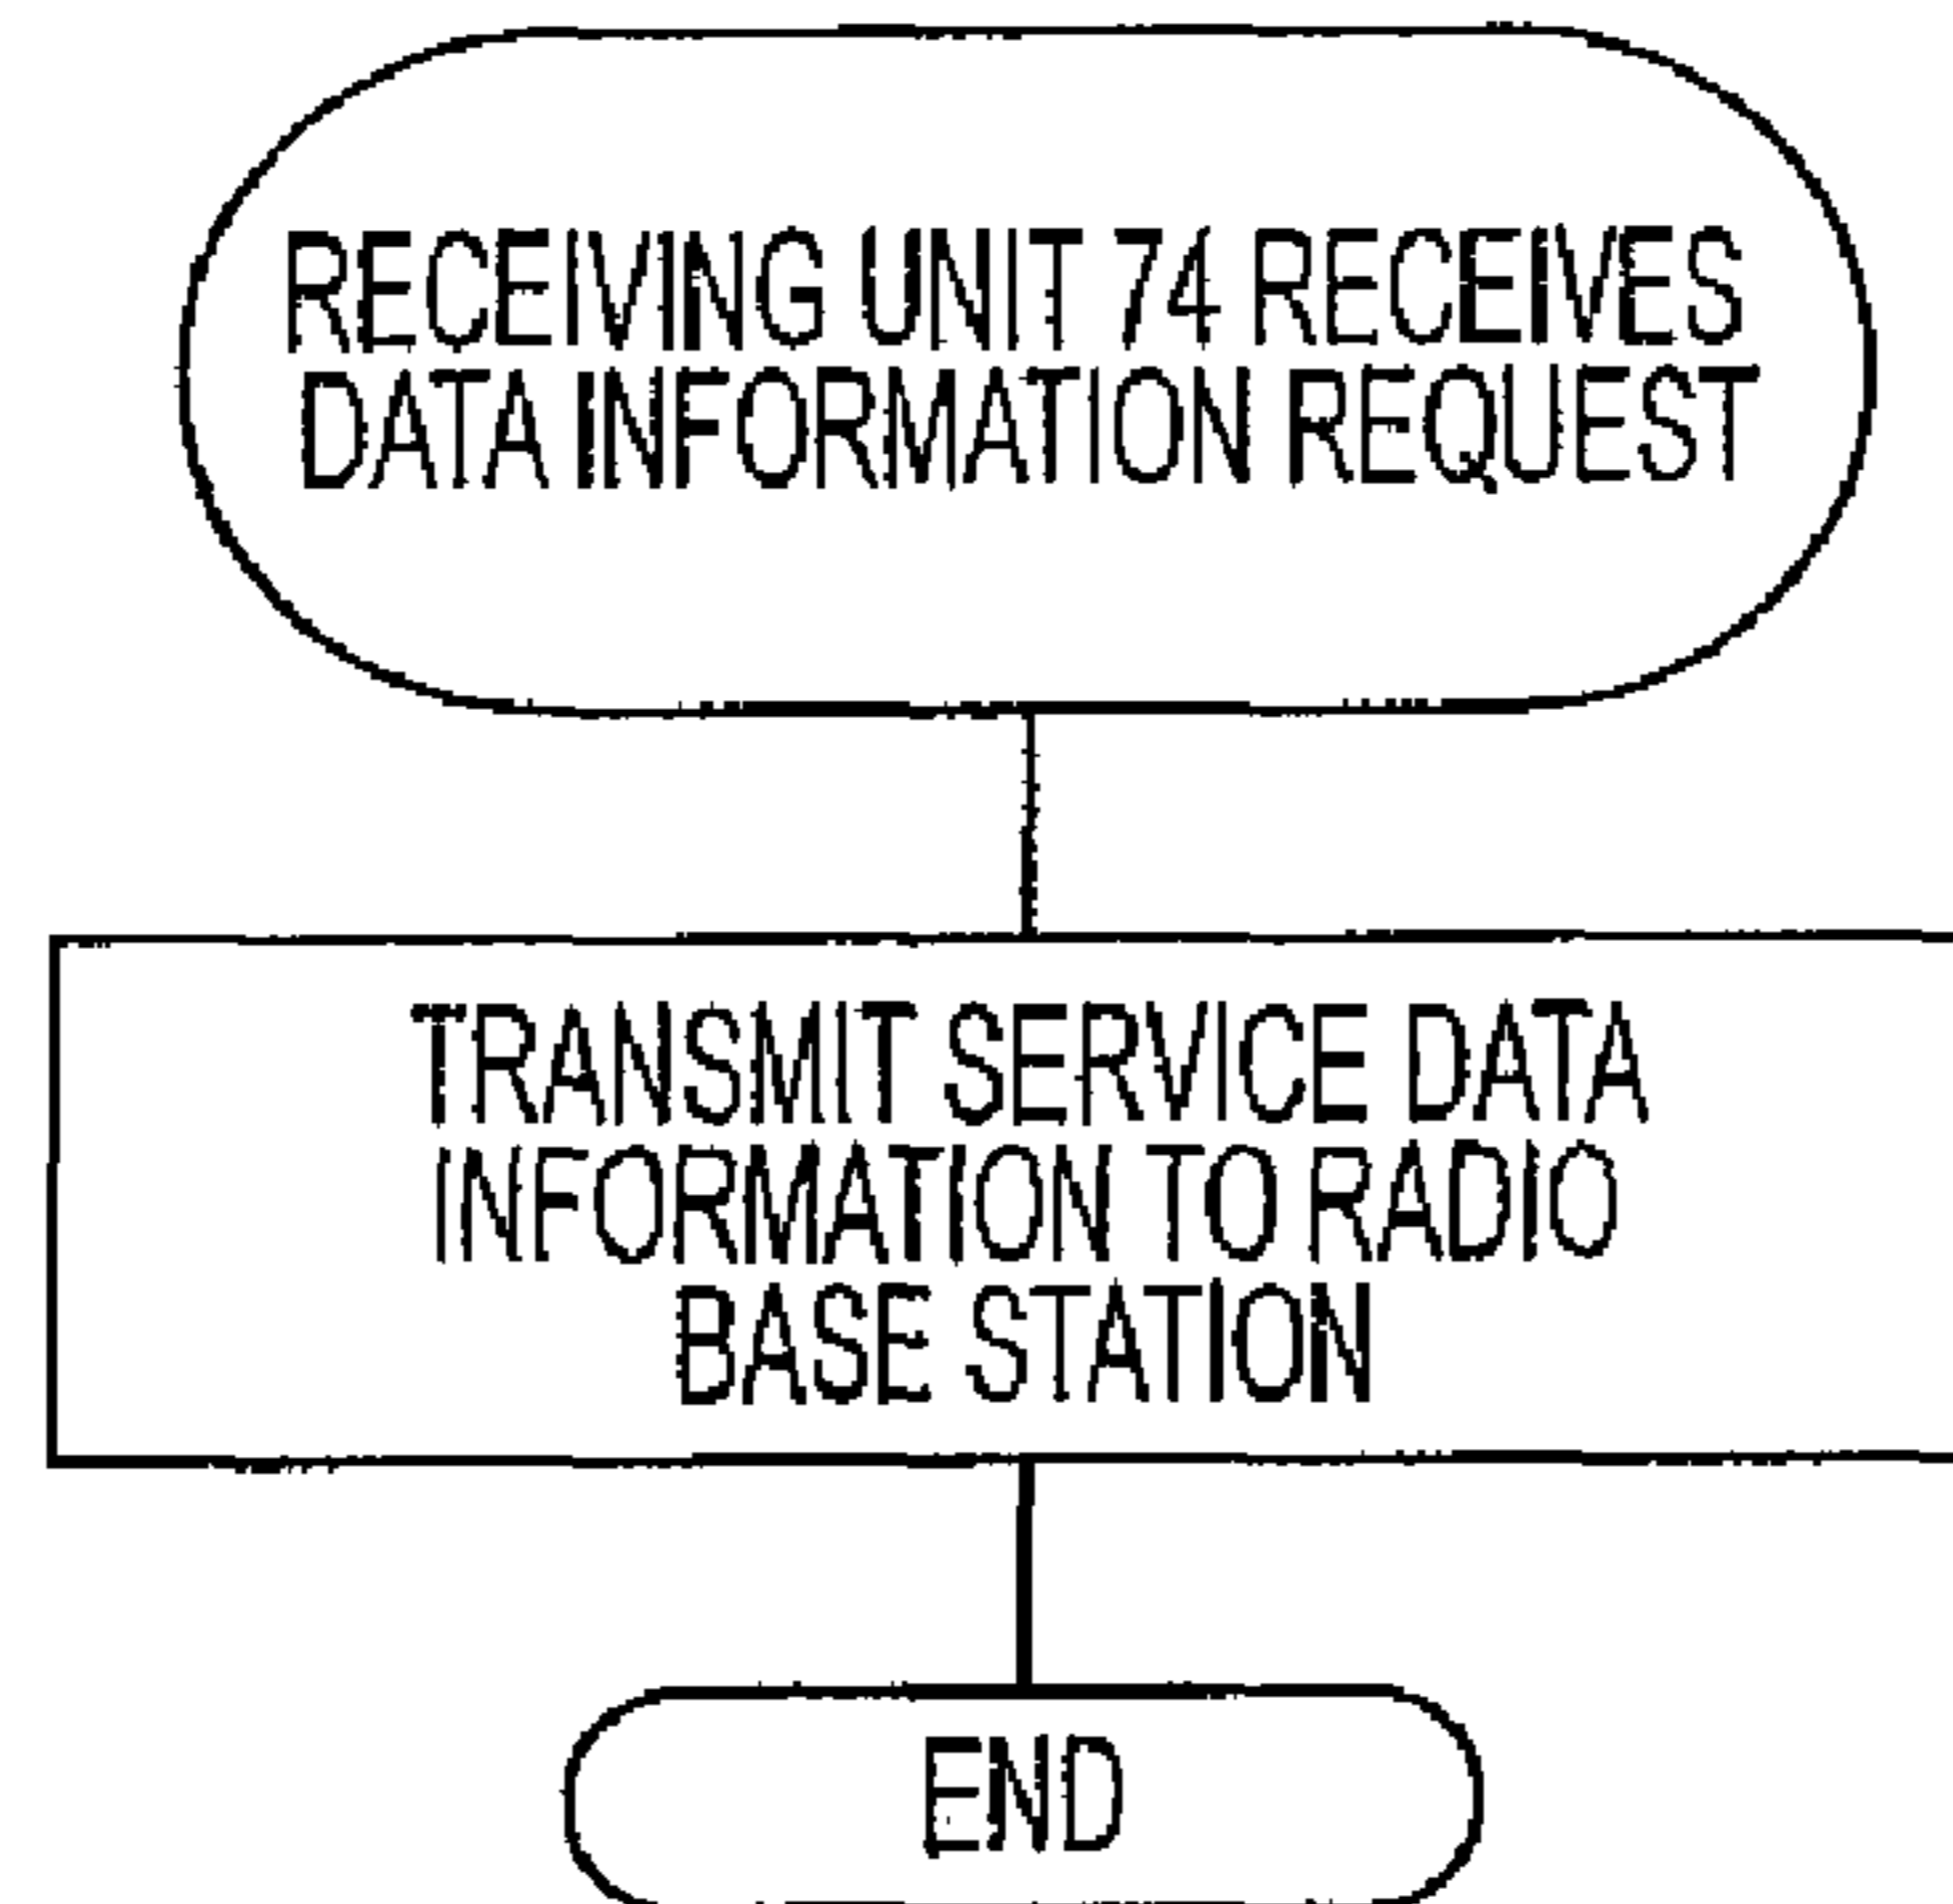 RECEIVING UNIT 74 RECEIVES
DATA INFORMATION REQUEST
TRANSMIT SERVICE DATA
INFORMATION TO RADIO
BASE STATION
END